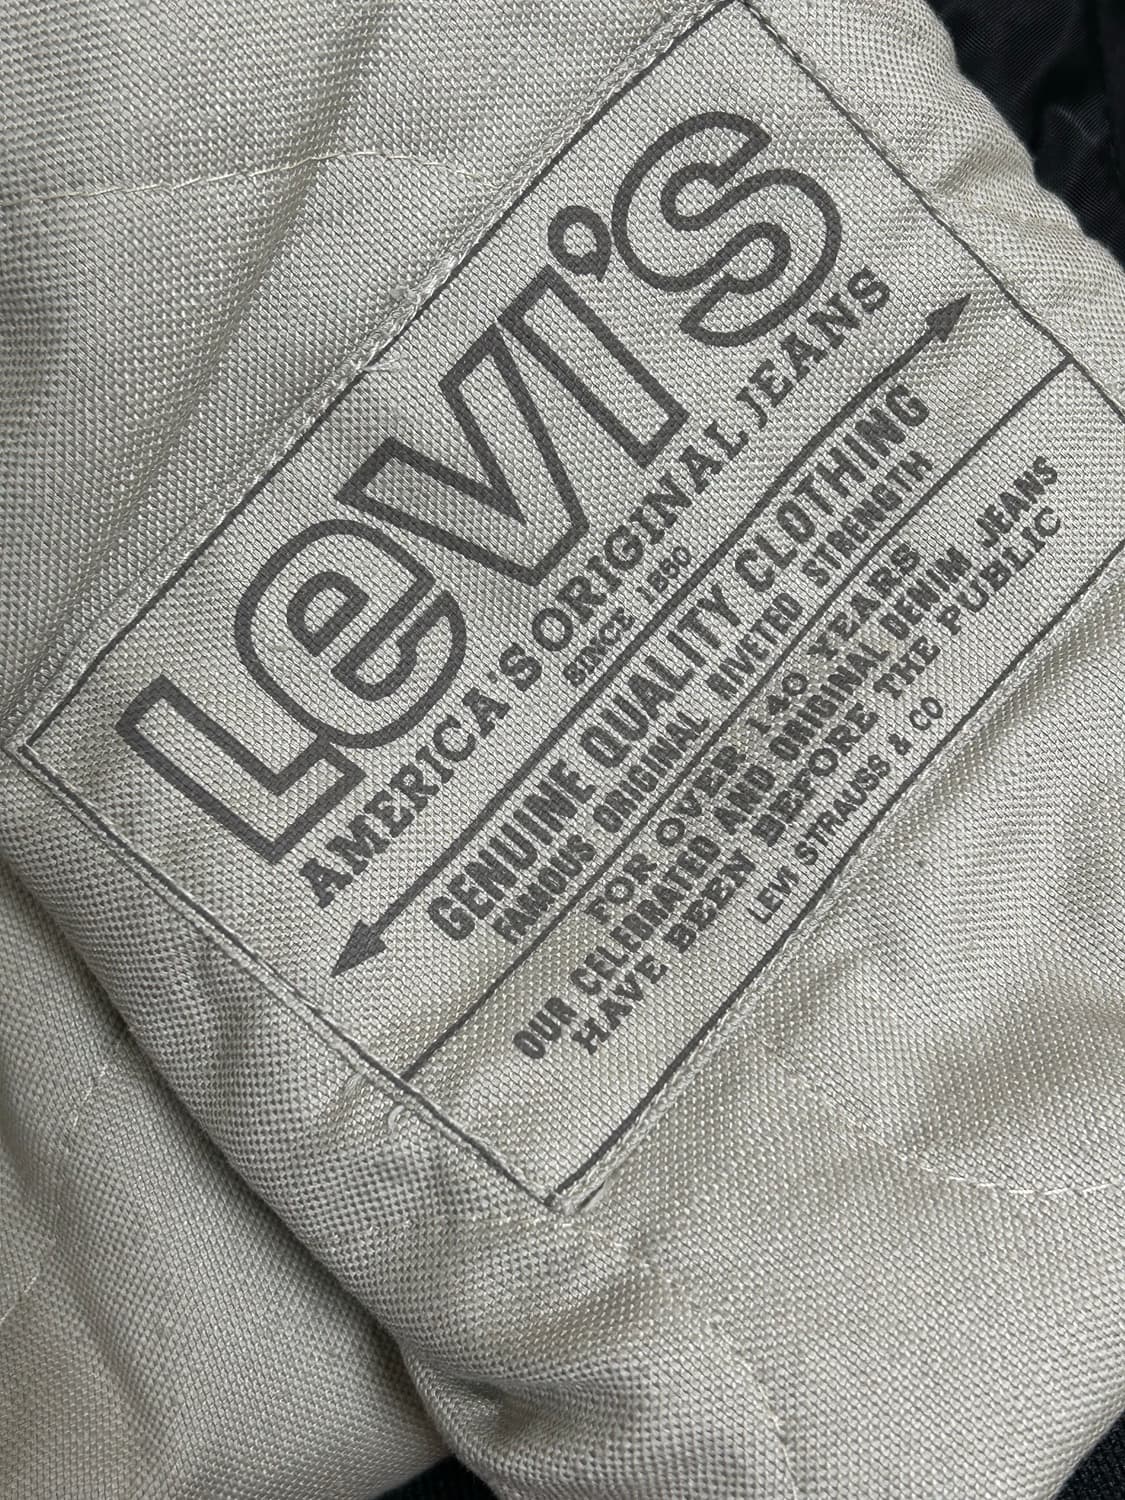 Levi's
AMERICA'S ORIGINAL JEANS
SINCE 1850
GENUINE QUALITY CLOTHING
FAMOUS ORIGINAL RIVETED STRENGTH
FOR OVER 140 YEARS
OUR CELEBRATED AND ORIGINAL DENIM JEANS
HAVE BEEN BEFORE THE PUBLIC
LEVI STRAUSS & CO